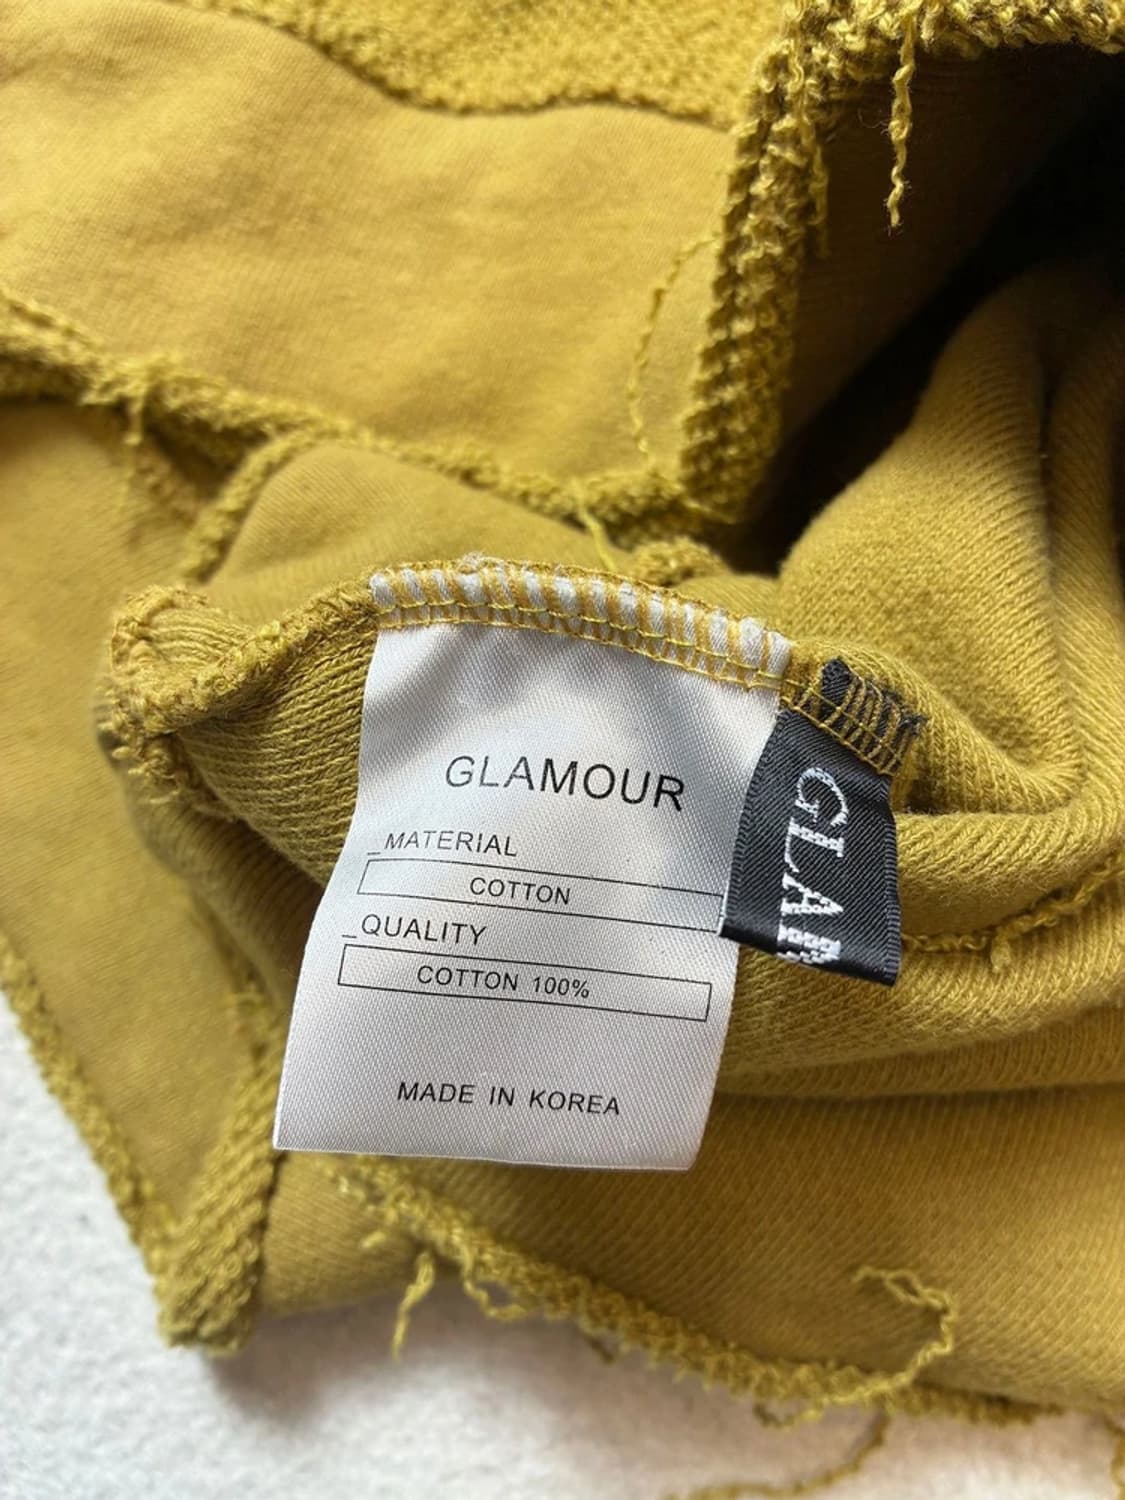 GLAMOUR
_MATERIAL
COTTON
_QUALITY
COTTON 100%
MADE IN KOREA